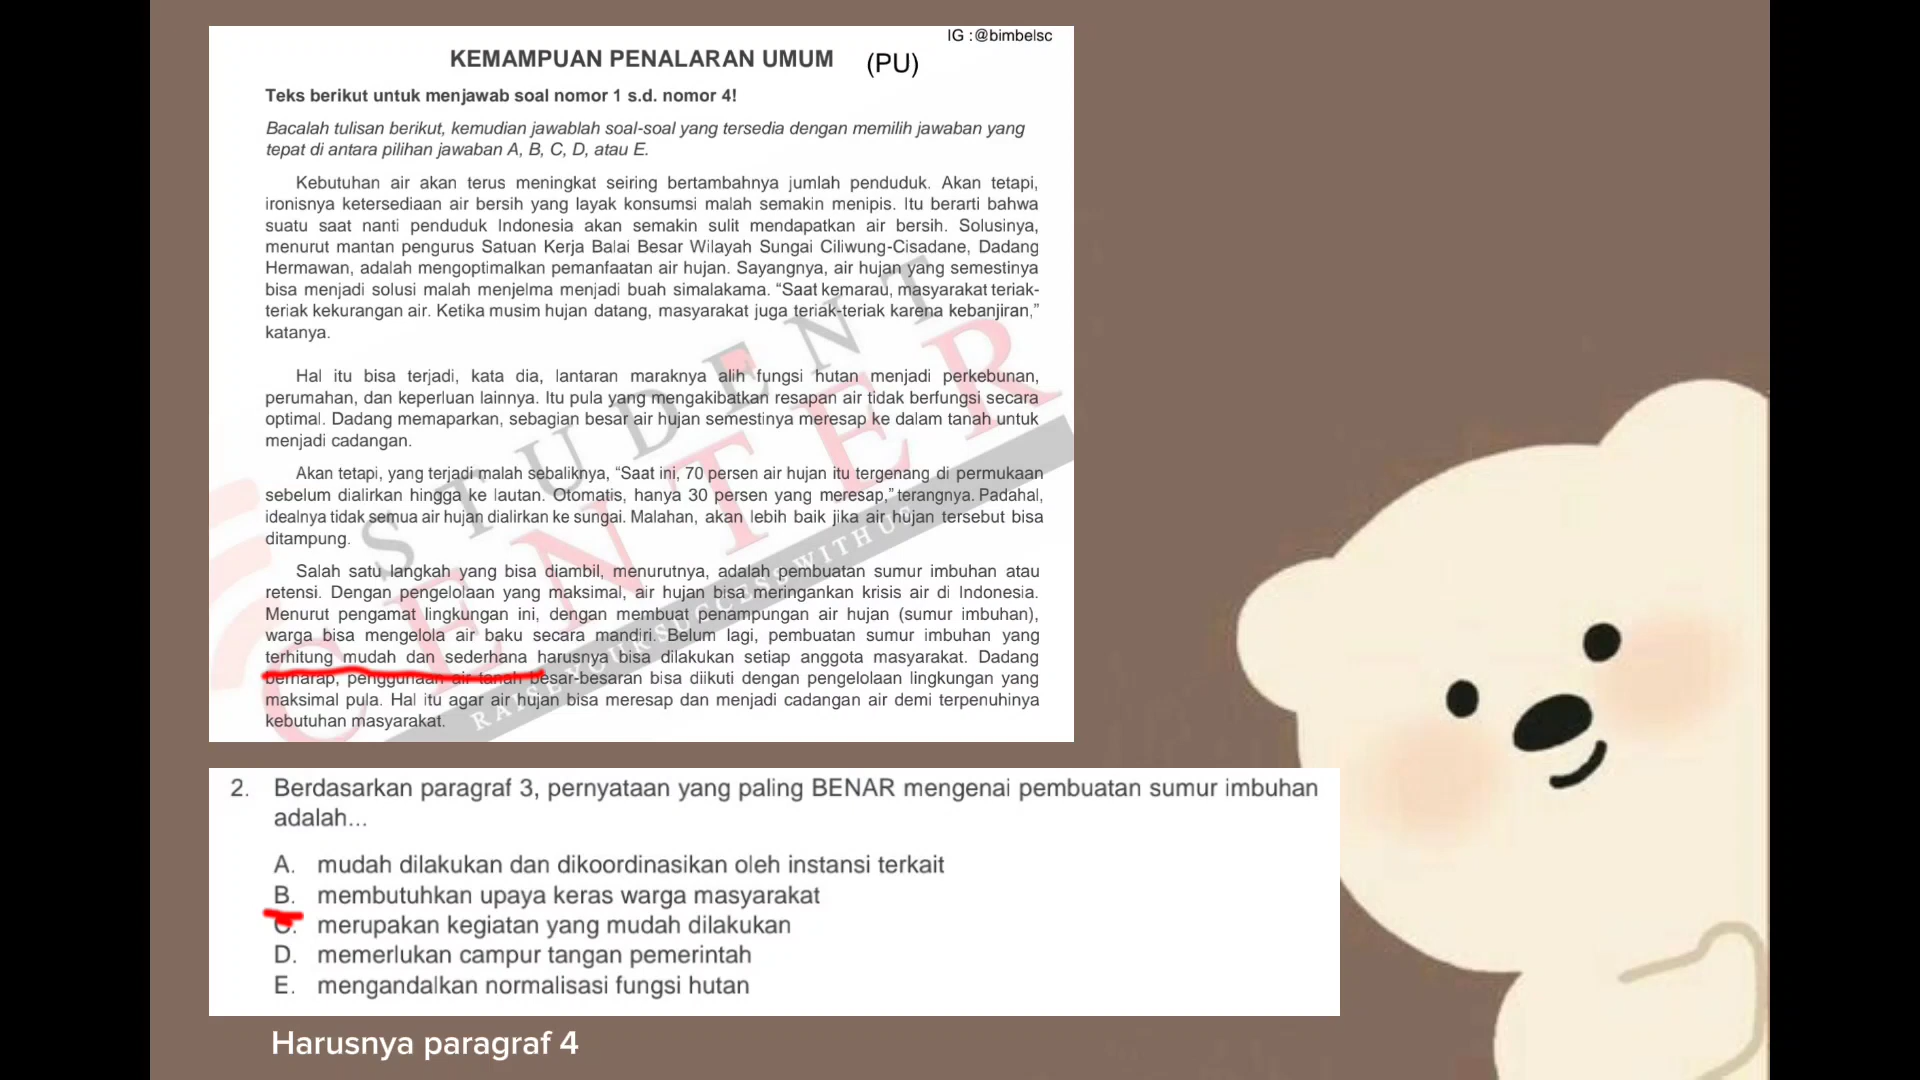 IG :@bimbelsc
KEMAMPUAN PENALARAN UMUM (PU)
Teks berikut untuk menjawab soal nomor 1 s.d. nomor 4!
Bacalah tulisan berikut, kemudian jawablah soal-soal yang tersedia dengan memilih jawaban yang
tepat di antara pilihan jawaban A, B, C, D, atau E.
Kebutuhan air akan terus meningkat seiring bertambahnya jumlah penduduk. Akan tetapi,
ironisnya ketersediaan air bersih yang layak konsumsi malah semakin menipis. Itu berarti bahwa
suatu saat nanti penduduk Indonesia akan semakin sulit mendapatkan air bersih. Solusinya,
menurut mantan pengurus Satuan Kerja Balai Besar Wilayah Sungai Ciliwung-Cisadane, Dadang
Hermawan, adalah mengoptimalkan pemanfaatan air hujan. Sayangnya, air hujan yang semestinya
bisa menjadi solusi malah menjelma menjadi buah simalakama. “Saat kemarau, masyarakat teriak-
teriak kekurangan air. Ketika musim hujan datang, masyarakat juga teriak-teriak karena kebanjiran,”
katanya.
Hal itu bisa terjadi, kata dia, lantaran maraknya alih fungsi hutan menjadi perkebunan,
perumahan, dan keperluan lainnya. Itu pula yang mengakibatkan resapan air tidak berfungsi secara
optimal. Dadang memaparkan, sebagian besar air hujan semestinya meresap ke dalam tanah untuk
menjadi cadangan.
Akan tetapi, yang terjadi malah sebaliknya, “Saat ini, 70 persen air hujan itu tergenang di permukaan
sebelum dialirkan hingga ke lautan. Otomatis, hanya 30 persen yang meresap,” terangnya. Padahal,
idealnya tidak semua air hujan dialirkan ke sungai. Malahan, akan lebih baik jika air hujan tersebut bisa
ditampung.
Salah satu langkah yang bisa diambil, menurutnya, adalah pembuatan sumur imbuhan atau
retensi. Dengan pengelolaan yang maksimal, air hujan bisa meringankan krisis air di Indonesia.
Menurut pengamat lingkungan ini, dengan membuat penampungan air hujan (sumur imbuhan),
warga bisa mengelola air baku secara mandiri. Belum lagi, pembuatan sumur imbuhan yang
terhitung mudah dan sederhana harusnya bisa dilakukan setiap anggota masyarakat. Dadang
berharap, penggunaan air tanah besar-besaran bisa diikuti dengan pengelolaan lingkungan yang
maksimal pula. Hal itu agar air hujan bisa meresap dan menjadi cadangan air demi terpenuhinya
kebutuhan masyarakat.
STUDENT
CENTER
RAISE YOUR SUCCESS WITH US
2. Berdasarkan paragraf 3, pernyataan yang paling BENAR mengenai pembuatan sumur imbuhan
adalah...
A. mudah dilakukan dan dikoordinasikan oleh instansi terkait
B. membutuhkan upaya keras warga masyarakat
C. merupakan kegiatan yang mudah dilakukan
D. memerlukan campur tangan pemerintah
E. mengandalkan normalisasi fungsi hutan
Harusnya paragraf 4